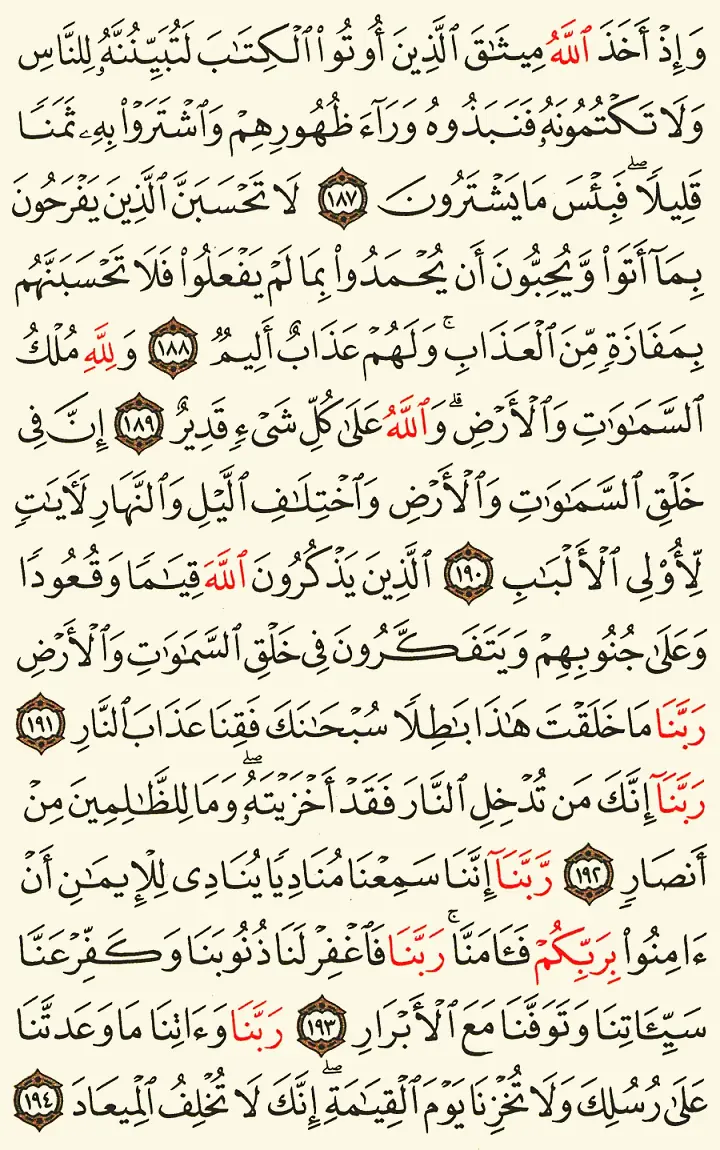 وَإِذْ أَخَذَ ٱللَّهُ مِيثَٰقَ ٱلَّذِينَ أُوتُوا۟ ٱلْكِتَٰبَ لَتُبَيِّنُنَّهُۥ لِلنَّاسِ
وَلَا تَكْتُمُونَهُۥ فَنَبَذُوهُ وَرَآءَ ظُهُورِهِمْ وَٱشْتَرَوْا۟ بِهِۦ ثَمَنًا
قَلِيلًا ۖ فَبِئْسَ مَا يَشْتَرُونَ ١٨٧ لَا تَحْسَبَنَّ ٱلَّذِينَ يَفْرَحُونَ
بِمَآ أَتَوا۟ وَّيُحِبُّونَ أَن يُحْمَدُوا۟ بِمَا لَمْ يَفْعَلُوا۟ فَلَا تَحْسَبَنَّهُم
بِمَفَازَةٍ مِّنَ ٱلْعَذَابِ ۚ وَلَهُمْ عَذَابٌ أَلِيمٌ ١٨٨ وَلِلَّهِ مُلْكُ
ٱلسَّمَٰوَٰتِ وَٱلْأَرْضِ ۗ وَٱللَّهُ عَلَىٰ كُلِّ شَىْءٍ قَدِيرٌ ١٨٩ إِنَّ فِى
خَلْقِ ٱلسَّمَٰوَٰتِ وَٱلْأَرْضِ وَٱخْتِلَٰفِ ٱلَّيْلِ وَٱلنَّهَارِ لَءَايَٰتٍ
لِّأُو۟لِى ٱلْأَلْبَٰبِ ١٩٠ ٱلَّذِينَ يَذْكُرُونَ ٱللَّهَ قِيَٰمًا وَقُعُودًا
وَعَلَىٰ جُنُوبِهِمْ وَيَتَفَكَّرُونَ فِى خَلْقِ ٱلسَّمَٰوَٰتِ وَٱلْأَرْضِ
رَبَّنَا مَا خَلَقْتَ هَٰذَا بَٰطِلًا سُبْحَٰنَكَ فَقِنَا عَذَابَ ٱلنَّارِ ١٩١
رَبَّنَآ إِنَّكَ مَن تُدْخِلِ ٱلنَّارَ فَقَدْ أَخْزَيْتَهُۥ ۖ وَمَا لِلظَّٰلِمِينَ مِنْ
أَنصَارٍ ١٩٢ رَّبَّنَآ إِنَّنَا سَمِعْنَا مُنَادِيًا يُنَادِى لِلْإِيمَٰنِ أَنْ
ءَامِنُوا۟ بِرَبِّكُمْ فَـَٔامَنَّا ۚ رَبَّنَا فَٱغْفِرْ لَنَا ذُنُوبَنَا وَكَفِّرْ عَنَّا
سَيِّـَٔاتِنَا وَتَوَفَّنَا مَعَ ٱلْأَبْرَارِ ١٩٣ رَبَّنَا وَءَاتِنَا مَا وَعَدتَّنَا
عَلَىٰ رُسُلِكَ وَلَا تُخْزِنَا يَوْمَ ٱلْقِيَٰمَةِ ۖ إِنَّكَ لَا تُخْلِفُ ٱلْمِيعَادَ ١٩٤